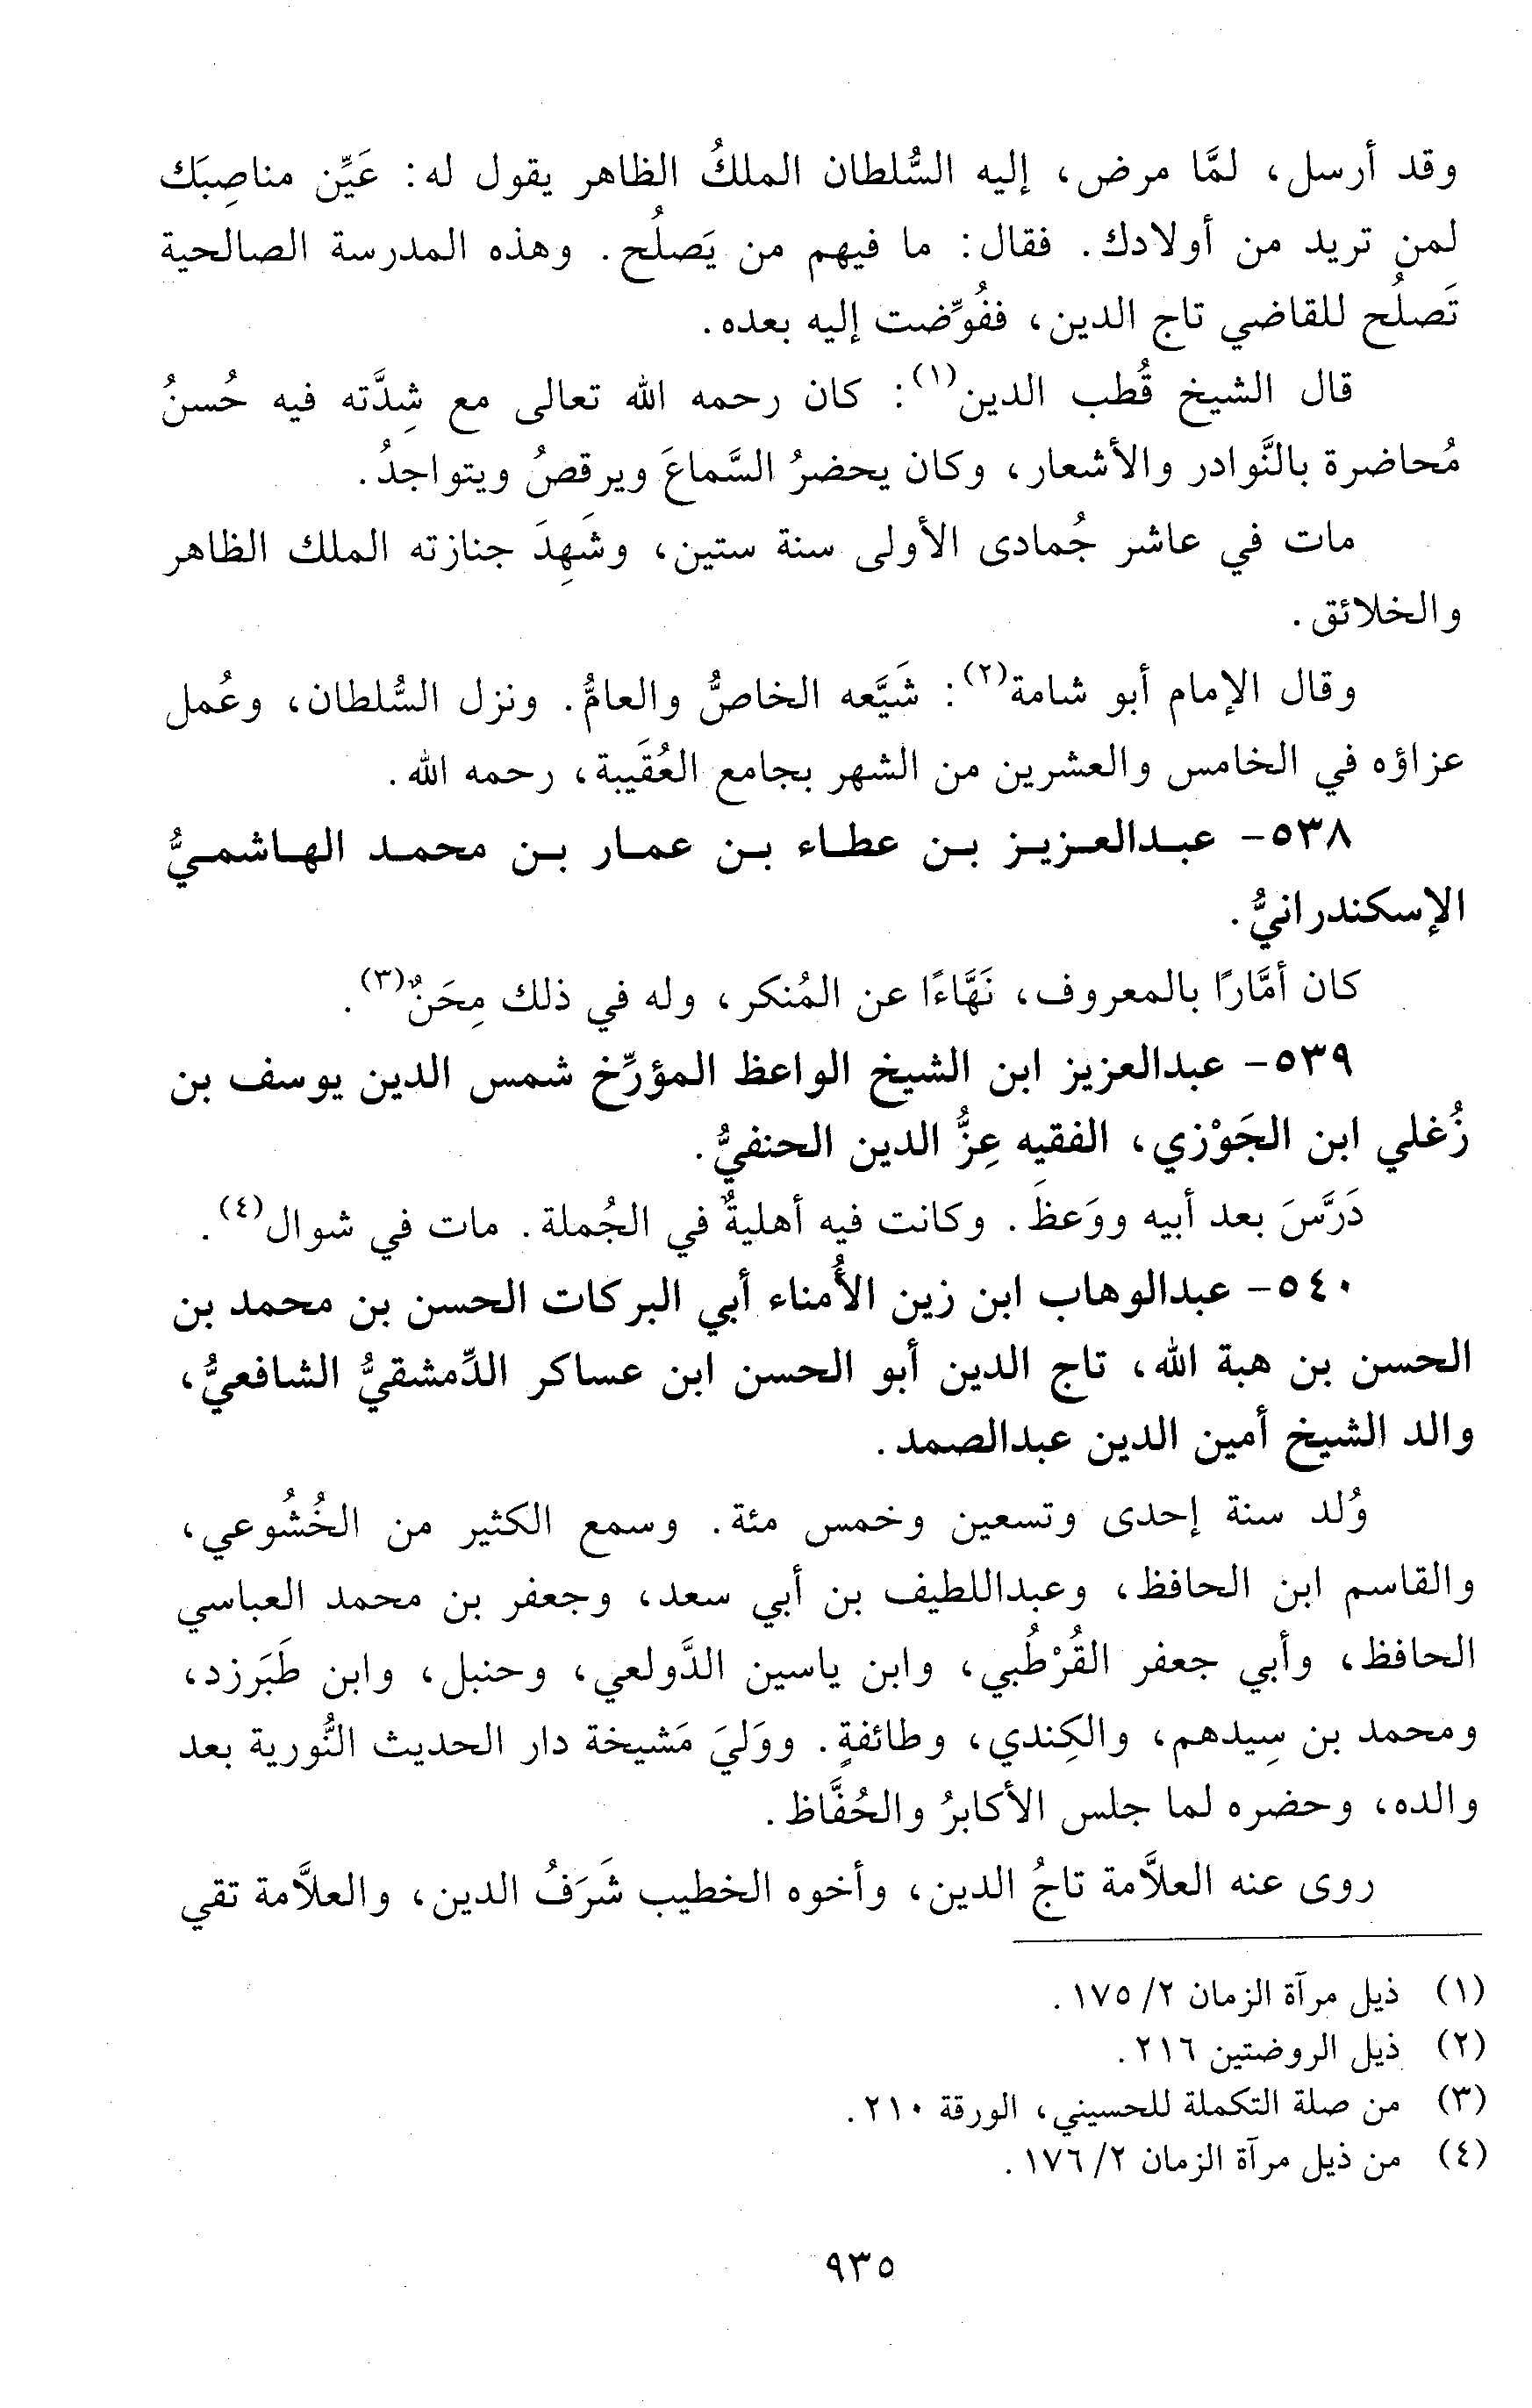 وقد أرسل، لمَّا مرض، إليه السُّلطان الملكُ الظاهر يقول له: عَيِّن مناصِبَك
لمن تريد من أولادك. فقال: ما فيهم من يَصلُح. وهذه المدرسة الصالحية
تَصلُح للقاضي تاج الدين، ففُوِّضت إليه بعده.
قال الشيخ قُطب الدين(١): كان رحمه الله تعالى مع شِدَّته فيه حُسنُ
مُحاضرة بالنَّوادر والأشعار، وكان يحضرُ السَّماعَ ويرقصُ ويتواجدُ.
مات في عاشر جُمادى الأولى سنة ستين، وشَهِدَ جنازته الملك الظاهر
والخلائق.
وقال الإمام أبو شامة(٢): شَيَّعه الخاصُّ والعامُّ. ونزل السُّلطان، وعُمل
عزاؤه في الخامس والعشرين من الشهر بجامع العُقَيبة، رحمه الله.
٥٣٨- عبدالعزيز بن عطاء بن عمار بن محمد الهاشميُّ
الإسكندرانيُّ.
كان أمَّارًا بالمعروف، نَهَّاءًا عن المُنكر، وله في ذلك مِحَنٌ(٣).
٥٣٩- عبدالعزيز ابن الشيخ الواعظ المؤرِّخ شمس الدين يوسف بن
زُغلي ابن الجَوْزي، الفقيه عِزُّ الدين الحنفيُّ.
دَرَّسَ بعد أبيه ووَعظَ. وكانت فيه أهليةٌ في الجُملة. مات في شوال(٤).
٥٤٠- عبدالوهاب ابن زين الأُمناء أبي البركات الحسن بن محمد بن
الحسن بن هبة الله، تاج الدين أبو الحسن ابن عساكر الدِّمشقيُّ الشافعيُّ،
والد الشيخ أمين الدين عبدالصمد.
وُلد سنة إحدى وتسعين وخمس مئة. وسمع الكثير من الخُشُوعي،
والقاسم ابن الحافظ، وعبداللطيف بن أبي سعد، وجعفر بن محمد العباسي
الحافظ، وأبي جعفر القُرْطُبي، وابن ياسين الدَّولعي، وحنبل، وابن طَبَرزد،
ومحمد بن سِيدهم، والكِندي، وطائفةٍ. ووَليَ مَشيخة دار الحديث النُّورية بعد
والده، وحضره لما جلس الأكابرُ والحُفَّاظ.
روى عنه العلاَّمة تاجُ الدين، وأخوه الخطيب شَرَفُ الدين، والعلاَّمة تقي
(١) ذيل مرآة الزمان ٢/ ١٧٥.
(٢) ذيل الروضتين ٢١٦.
(٣) من صلة التكملة للحسيني، الورقة ٢١٠.
(٤) من ذيل مرآة الزمان ٢/ ١٧٦.
٩٣٥